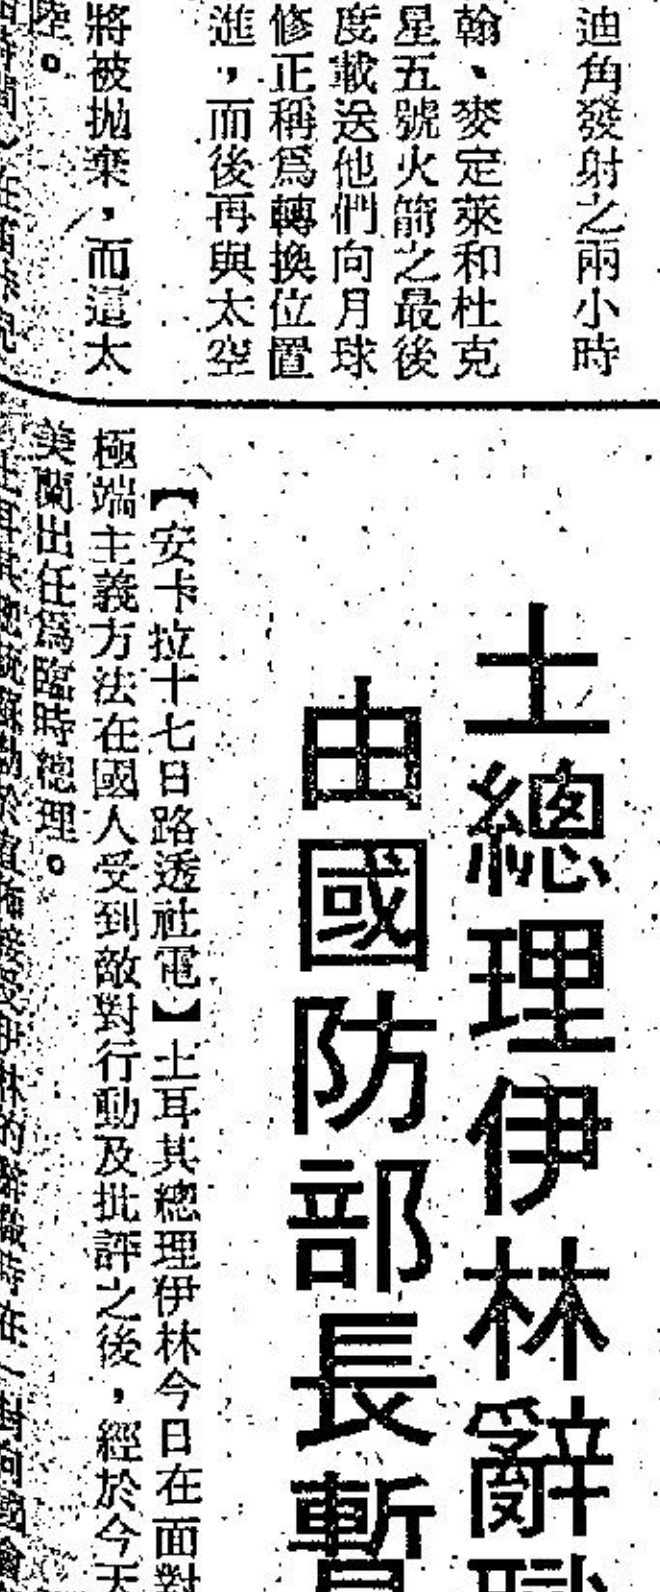 迪角發射之兩小時
翰、麥定萊和杜克
星五號火箭之最後
度載送他們向月球
修正稱爲轉換位置
進，而後再與太空
將被拋棄，而這太
陸。
土總理伊林辭職
由國防部長暫
【安卡拉十七日路透社電】土耳其總理伊林今日在面對
極端主義方法在國人受到敵對行動及批評之後，經於今天
美蘭出任爲臨時總理。